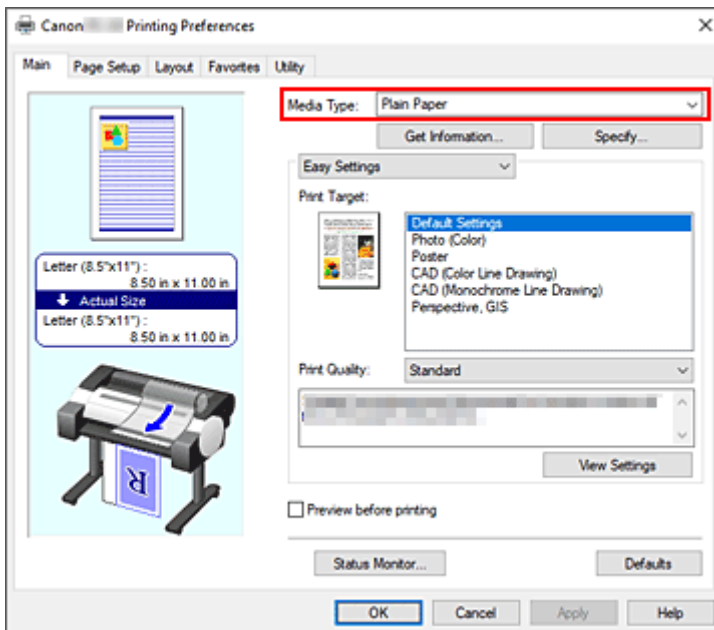 Canon Printing Preferences
Main Page Setup Layout Favorites Utility
Media Type: Plain Paper
Get Information... Specify...
Easy Settings
Print Target:
Default Settings
Photo (Color)
Poster
CAD (Color Line Drawing)
CAD (Monochrome Line Drawing)
Perspective, GIS
Letter (8.5"x11") :
8.50 in x 11.00 in
Actual Size
Letter (8.5"x11") :
8.50 in x 11.00 in
R
Print Quality: Standard
View Settings
Preview before printing
Status Monitor... Defaults
OK Cancel Apply Help